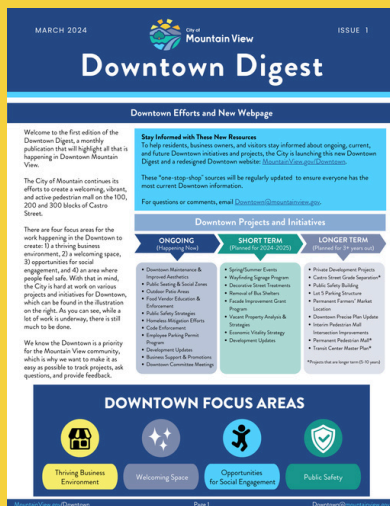 MARCH 2024
City of
Mountain View
ISSUE 1
Downtown Digest
Downtown Efforts and New Webpage
Welcome to the first edition of the
Downtown Digest, a monthly
publication that will highlight all that is
happening in Downtown Mountain
View.
The City of Mountain continues its
efforts to create a welcoming, vibrant,
and active pedestrian mall on the 100,
200 and 300 blocks of Castro
Street.
There are four focus areas for the
work happening in the Downtown
to create: 1) a thriving business
environment, 2) a welcoming space,
3) opportunities for social
engagement, and 4) an area where
people feel safe. With that in mind,
the City is hard at work on various
projects and initiatives for Downtown,
which can be found in the illustration
on the right. As you can see, while a
lot of work is underway, there is still
much to be done.
We know the Downtown is a priority
for the Mountain View community,
which is why we want to make it as
easy as possible to track projects, ask
questions, and provide feedback.
Stay Informed with These New Resources
To help residents, business owners, and visitors stay informed about ongoing, current,
and future Downtown initiatives and projects, the City is launching this new Downtown
Digest and a redesigned Downtown website: MountainView.gov/Downtown.
These "one-stop-shop" sources will be regularly updated to ensure everyone has the
most current Downtown information.
For questions or comments, email Downtown@mountainview.gov.
Downtown Projects and Initiatives
ONGOING
(Happening Now)
• Downtown Maintenance &
Improved Aesthetics
• Public Seating & Social Zones
• Outdoor Patio Areas
• Food Vendor Education &
Enforcement
• Public Safety Strategies
• Homeless Mitigation Efforts
• Code Enforcement
• Employee Parking Permit
Program
• Development Updates
• Business Support & Promotions
• Downtown Committee Meetings
SHORT TERM
(Planned for 2024-2025)
• Spring/Summer Events
• Wayfinding Signage Program
• Decorative Street Treatments
• Removal of Bus Shelters
• Facade Improvement Grant
Program
• Vacant Property Analysis &
Strategies
• Economic Vitality Strategy
• Development Updates
LONGER TERM
(Planned for 3+ years out)
• Private Development Projects
• Castro Street Grade Separation*
• Public Safety Building
• Lot 5 Parking Structure
• Permanent Farmers' Market
Location
• Downtown Precise Plan Update
• Interim Pedestrian Mall
Intersection Improvements
• Permanent Pedestrian Mall*
• Transit Center Master Plan*
*Projects that are longer term (5-10 years)
DOWNTOWN FOCUS AREAS
Thriving Business
Environment
Welcoming Space
Opportunities
for Social Engagement
Public Safety
MountainView.gov/Downtown
Page 1
Downtown@mountainview.gov